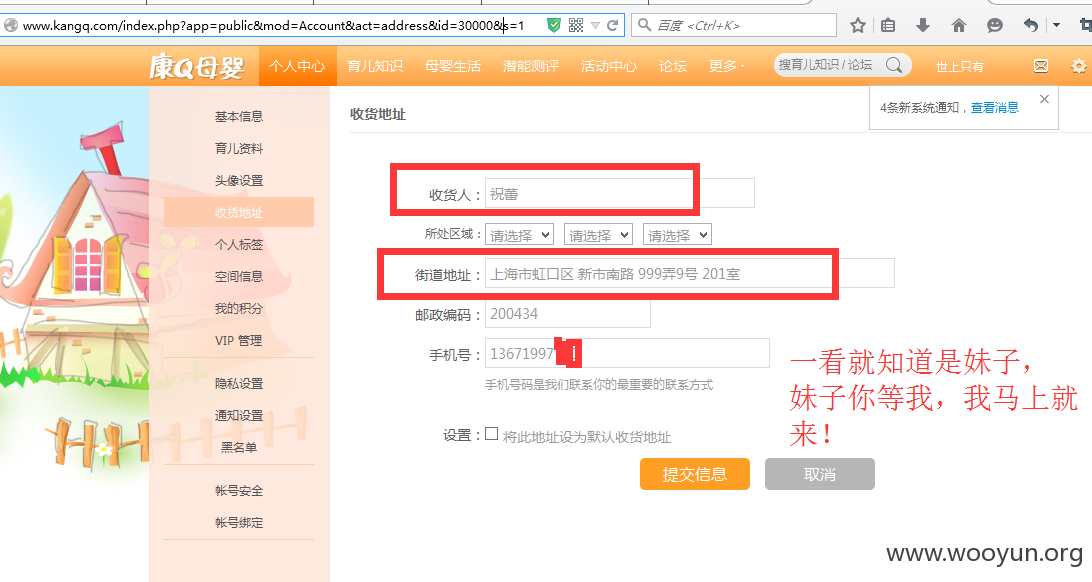 www.kangq.com/index.php?app=public&mod=Account&act=address&id=30000&s=1
百度 <Ctrl+K>
康Q母婴 个人中心 育儿知识 母婴生活 潜能测评 活动中心 论坛 更多 搜育儿知识/论坛 世上只有
4条新系统通知，查看消息
基本信息
育儿资料
头像设置
收货地址
个人标签
空间信息
我的积分
VIP 管理
隐私设置
通知设置
黑名单
帐号安全
帐号绑定
收货地址
收货人： 祝蕾
所处区域： 请选择 请选择 请选择
街道地址： 上海市虹口区 新市南路 999弄9号 201室
邮政编码： 200434
手机号： 13671997
手机号码是我们联系你的最重要的联系方式
设置： 将此地址设为默认收货地址
提交信息 取消
一看就知道是妹子，
妹子你等我，我马上就
来！
www.wooyun.org